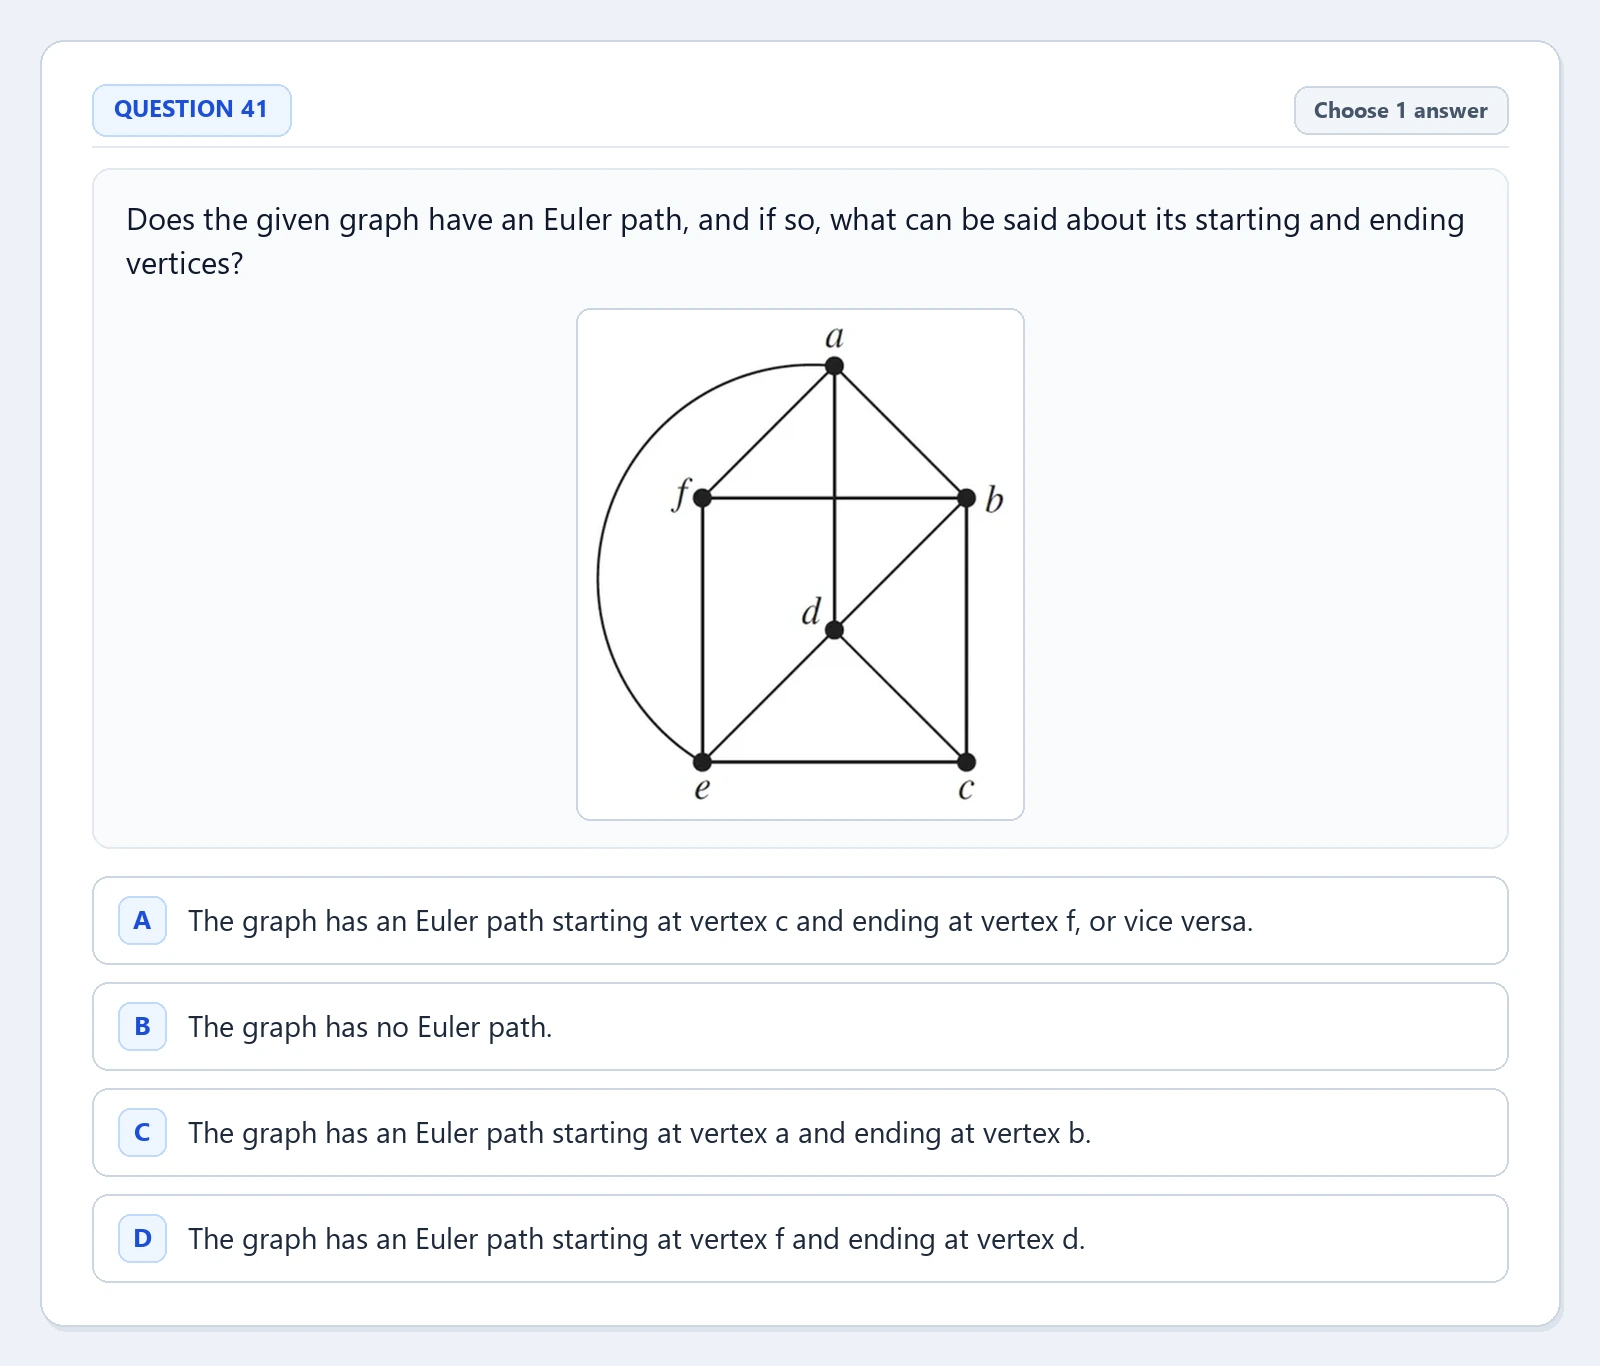 QUESTION 41
Choose 1 answer
Does the given graph have an Euler path, and if so, what can be said about its starting and ending
vertices?
a
f
b
d
e
c
A
The graph has an Euler path starting at vertex c and ending at vertex f, or vice versa.
B
The graph has no Euler path.
C
The graph has an Euler path starting at vertex a and ending at vertex b.
D
The graph has an Euler path starting at vertex f and ending at vertex d.